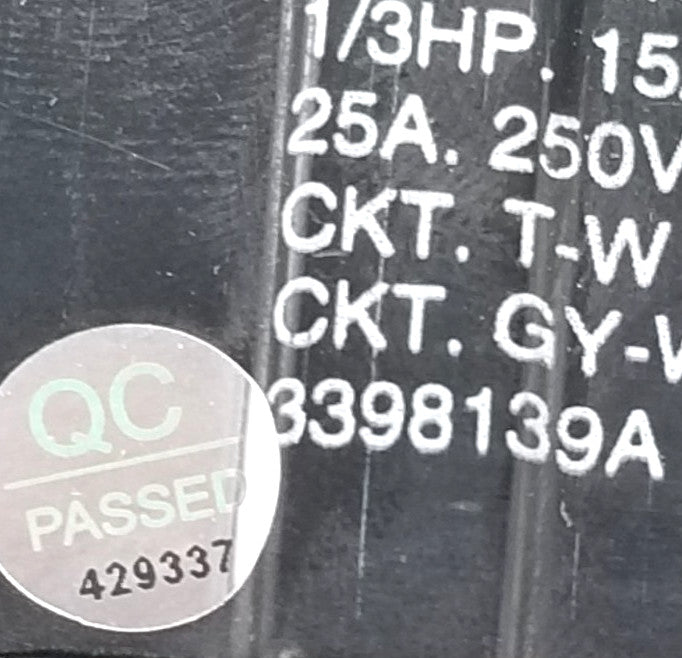 1/3HP. 15
25A. 250V
CKT. T-W
CKT. GY-
3398139A
QC
PASSED
429337